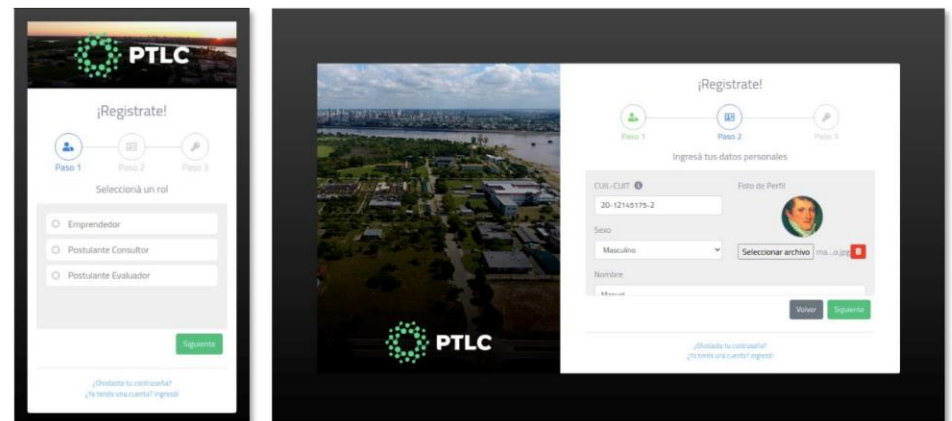 PTLC
¡Registrate!
Paso 1
Paso 2
Paso 3
Seleccioná un rol
Emprendedor
Postulante Consultor
Postulante Evaluador
Siguiente
¿Olvidaste tu contraseña?
¿Ya tenés una cuenta? Ingresá!
PTLC
¡Registrate!
Paso 1
Paso 2
Paso 3
Ingresá tus datos personales
CUIL-CUIT
Foto de Perfil
20-12145175-2
Sexo
Masculino
Seleccionar archivo ma...o.jpg
Nombre
Manuel
Volver
Siguiente
¿Olvidaste tu contraseña?
¿Ya tenés una cuenta? Ingresá!